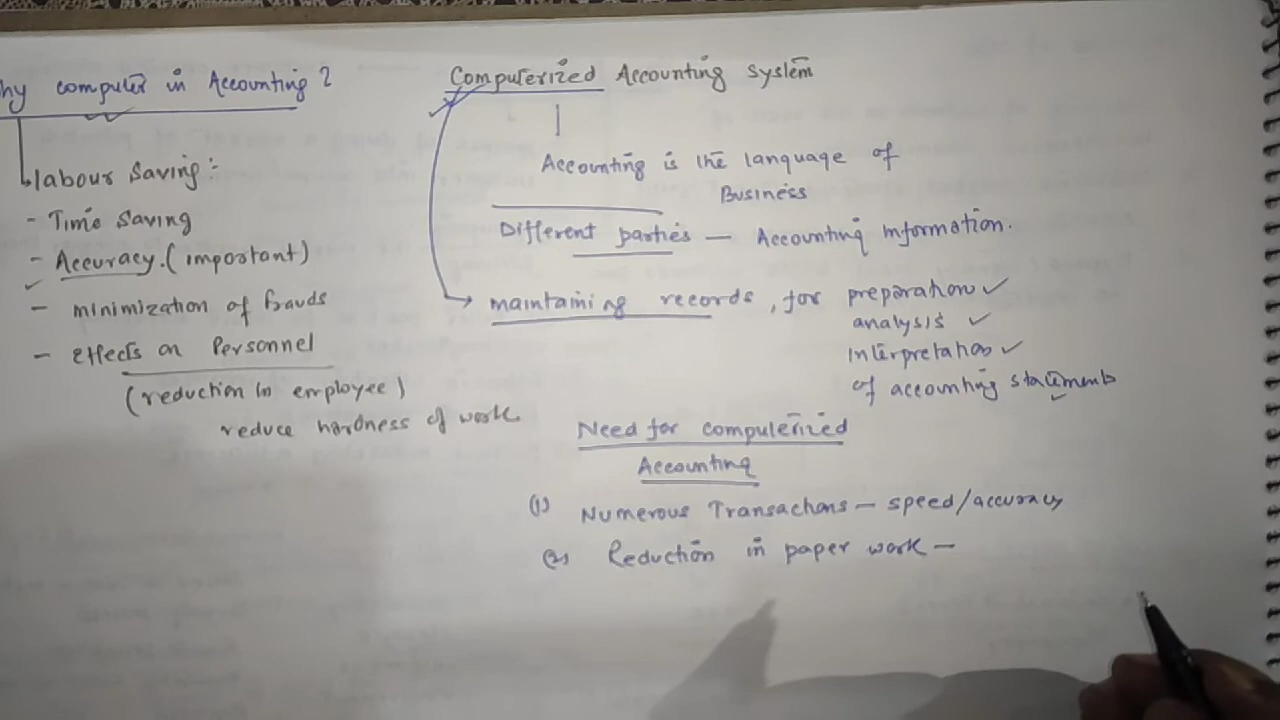 hy computer in Accounting?
labour Saving:-
- Time Saving
- Accuracy. (important)
- minimization of frauds
- effects on Personnel
(reduction in employee)
reduce hardness of work
Computerized Accounting System
Accounting is the language of
Business
Different parties — Accounting information.
maintaining records, for preparation
analysis
interpretation
of accounting statements
Need for computerized
Accounting
(1) Numerous Transactions — speed/accuracy
(2) Reduction in paper work —